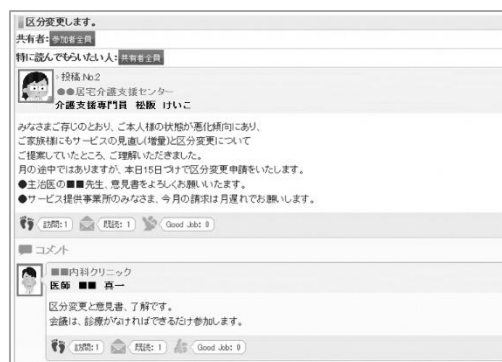 区分変更します。
共有者: 参加者全員
特に読んでもらいたい人: 共有者全員
投稿No.2
●●居宅介護支援センター
介護支援専門員 松阪 けいこ
みなさまご存じのとおり、ご本人様の状態が悪化傾向にあり、
ご家族様にもサービスの見直し(増量)と区分変更について
ご提案していたところ、ご理解いただきました。
月の途中ではありますが、本日15日づけで区分変更申請をいたします。
●主治医の■■先生、意見書をよろしくお願いいたます。
●サービス提供事業所のみなさま、今月の請求は月遅れでお願します。
訪問: 1 既読: 1 Good Job: 0
コメント
■■内科クリニック
医師 ■■ 真一
区分変更と意見書、了解です。
会議は、診療がなければできるだけ参加します。
訪問: 1 既読: 1 Good Job: 0